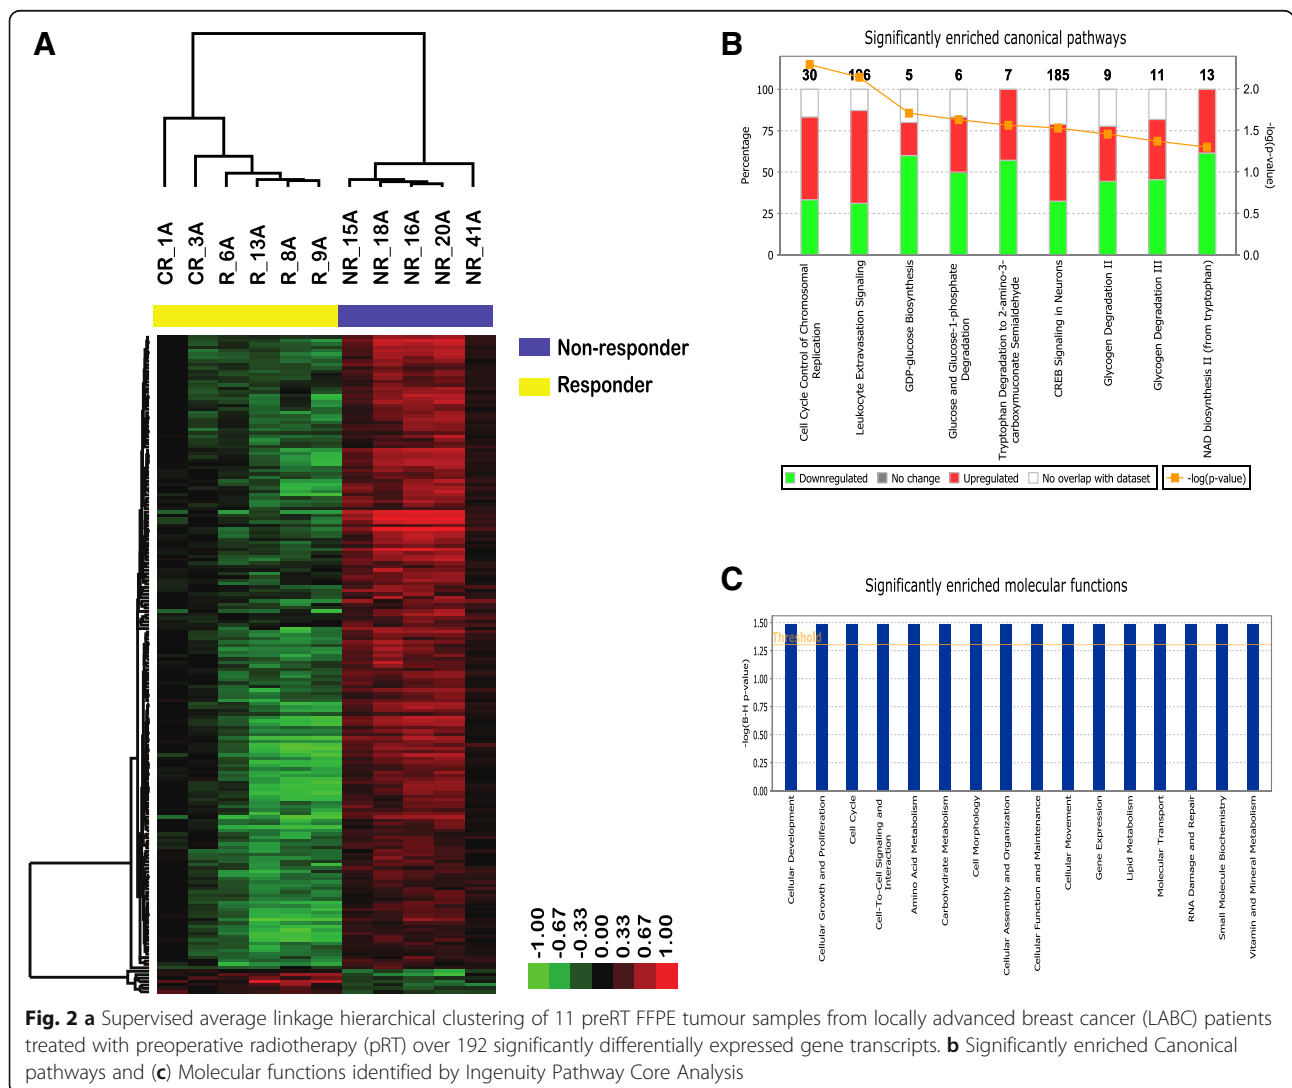 A
CR_1A
CR_3A
R_6A
R_13A
R_8A
R_9A
NR_15A
NR_18A
NR_16A
NR_20A
NR_41A
Non-responder
Responder
-1.00
-0.67
-0.33
0.00
0.33
0.67
1.00
B
Significantly enriched canonical pathways
30 5 6 7 185 9 11 13
100
75
50
25
0
Percentage
2.0
1.5
1.0
0.5
0.0
-log(p-value)
Cell Cycle Control of Chromosomal
Replication
Leukocyte Extravasation Signaling
GDP-glucose Biosynthesis
Glucose and Glucose-1-phosphate
Degradation
Tryptophan Degradation to 2-amino-3-
carboxymuconate Semialdehyde
CREB Signaling in Neurons
Glycogen Degradation II
Glycogen Degradation III
NAD biosynthesis II (from tryptophan)
Downregulated No change Upregulated No overlap with dataset -log(p-value)
C
Significantly enriched molecular functions
1.50
1.25
1.00
0.75
0.50
0.25
0.00
-log(B-H p-value)
Threshold
Cellular Development
Cellular Growth and Proliferation
Cell Cycle
Cell-To-Cell Signaling and
Interaction
Amino Acid Metabolism
Carbohydrate Metabolism
Cell Morphology
Cellular Assembly and Organization
Cellular Function and Maintenance
Cellular Movement
Gene Expression
Lipid Metabolism
Molecular Transport
RNA Damage and Repair
Small Molecule Biochemistry
Vitamin and Mineral Metabolism
Fig. 2 a Supervised average linkage hierarchical clustering of 11 preRT FFPE tumour samples from locally advanced breast cancer (LABC) patients
treated with preoperative radiotherapy (pRT) over 192 significantly differentially expressed gene transcripts. b Significantly enriched Canonical
pathways and (c) Molecular functions identified by Ingenuity Pathway Core Analysis